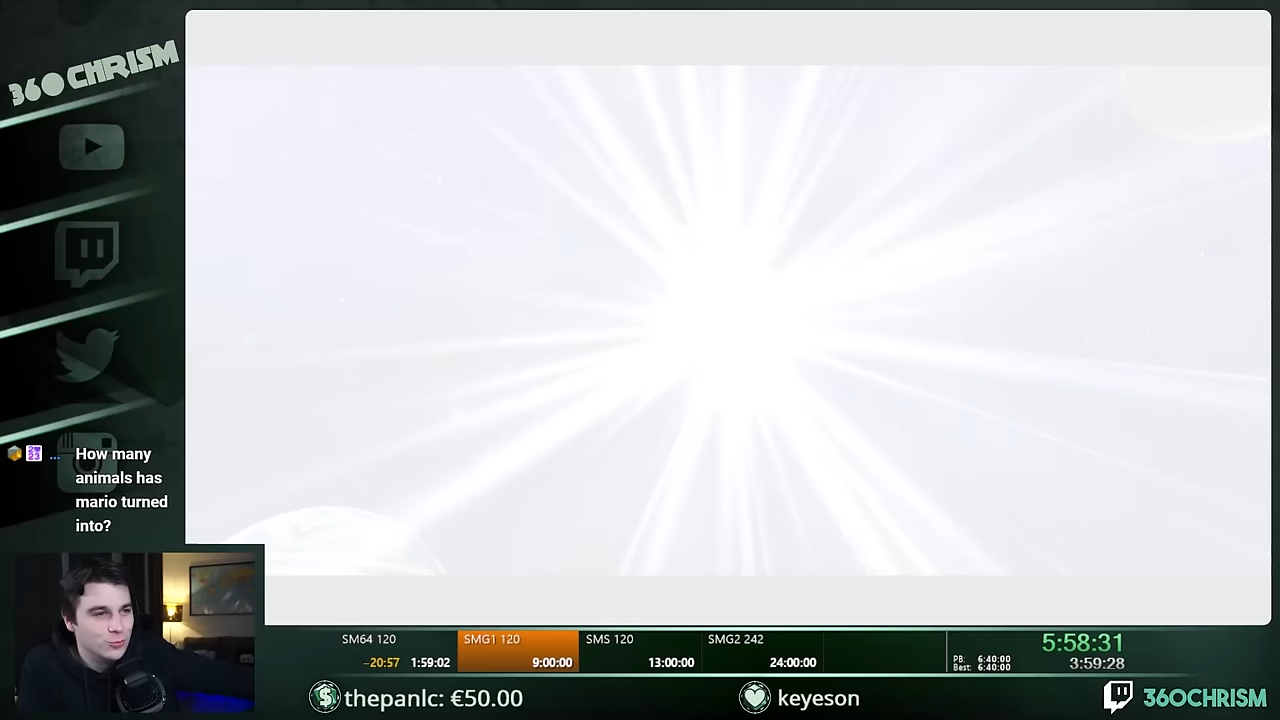 360 CHRISM
How many
animals has
mario turned
into?
SM64 120
SMG1 120
SMS 120
SMG2 242
−20:57 1:59:02
9:00:00
13:00:00
24:00:00
PB: 6:40:00
Best: 6:40:00
5:58:31
3:59:28
thepanlc: €50.00
keyeson
360CHRISM